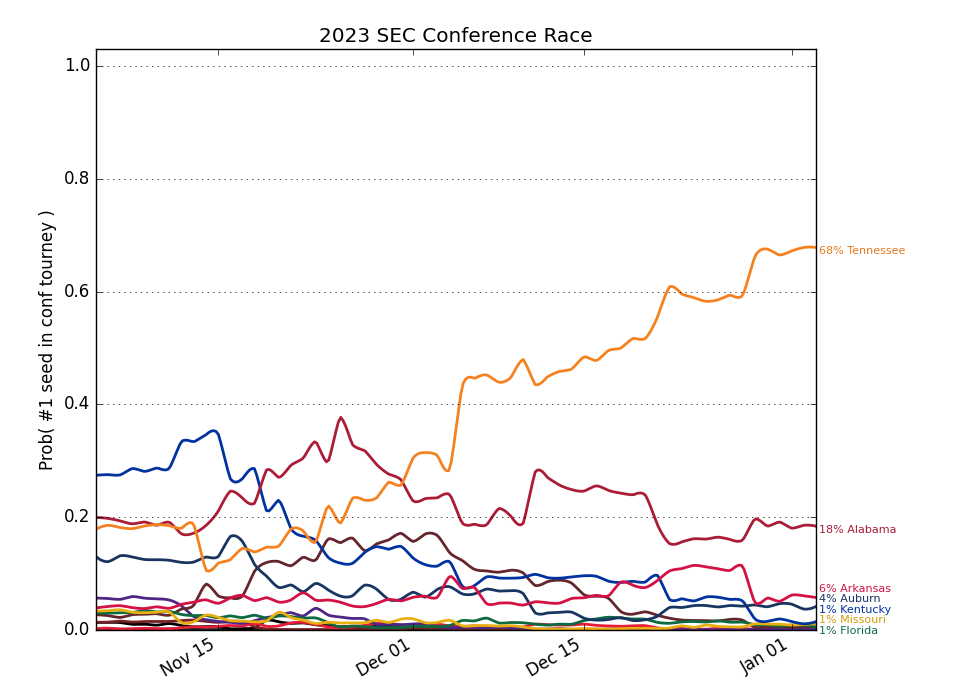 2023 SEC Conference Race
Prob( #1 seed in conf tourney )
1.0
0.8
0.6
0.4
0.2
0.0
Nov 15
Dec 01
Dec 15
Jan 01
68% Tennessee
18% Alabama
6% Arkansas
4% Auburn
1% Kentucky
1% Missouri
1% Florida